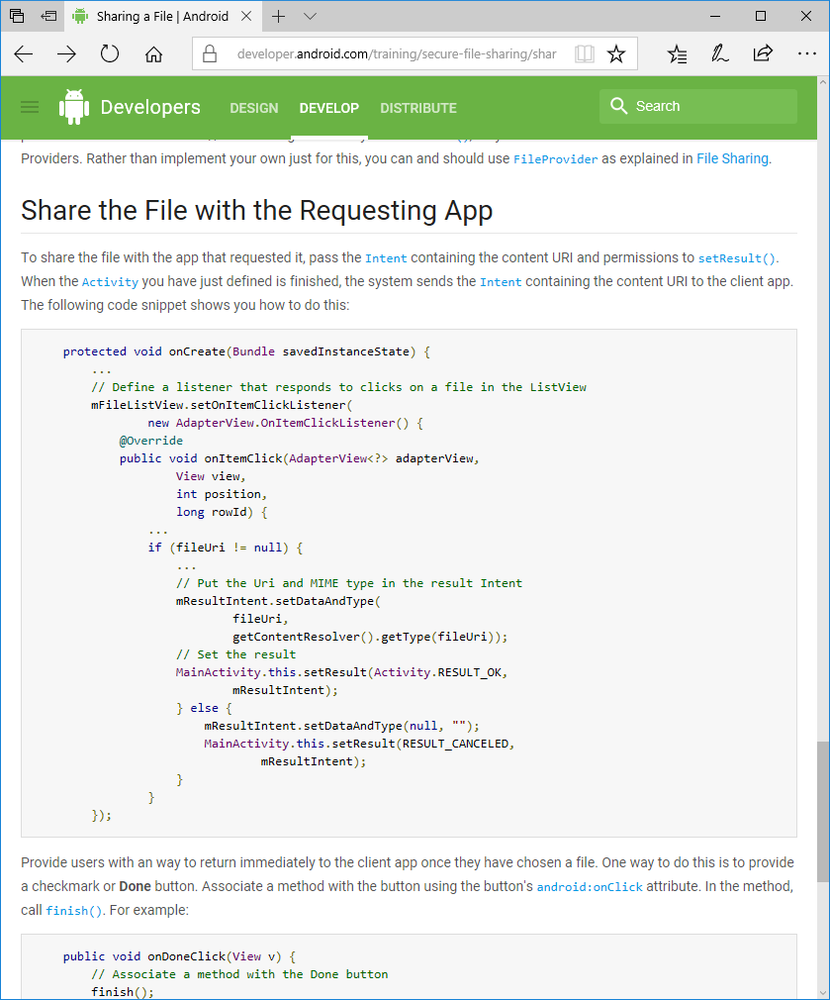 Sharing a File | Android
developer.android.com/training/secure-file-sharing/shar
Developers
DESIGN
DEVELOP
DISTRIBUTE
Search
Providers. Rather than implement your own just for this, you can and should use FileProvider as explained in File Sharing.
Share the File with the Requesting App
To share the file with the app that requested it, pass the Intent containing the content URI and permissions to setResult().
When the Activity you have just defined is finished, the system sends the Intent containing the content URI to the client app.
The following code snippet shows you how to do this:
protected void onCreate(Bundle savedInstanceState) {
...
// Define a listener that responds to clicks on a file in the ListView
mFileListView.setOnItemClickListener(
new AdapterView.OnItemClickListener() {
@Override
public void onItemClick(AdapterView<?> adapterView,
View view,
int position,
long rowId) {
...
if (fileUri != null) {
...
// Put the Uri and MIME type in the result Intent
mResultIntent.setDataAndType(
fileUri,
getContentResolver().getType(fileUri));
// Set the result
MainActivity.this.setResult(Activity.RESULT_OK,
mResultIntent);
} else {
mResultIntent.setDataAndType(null, "");
MainActivity.this.setResult(RESULT_CANCELED,
mResultIntent);
}
}
});
Provide users with an way to return immediately to the client app once they have chosen a file. One way to do this is to provide
a checkmark or Done button. Associate a method with the button using the button's android:onClick attribute. In the method,
call finish(). For example:
public void onDoneClick(View v) {
// Associate a method with the Done button
finish();